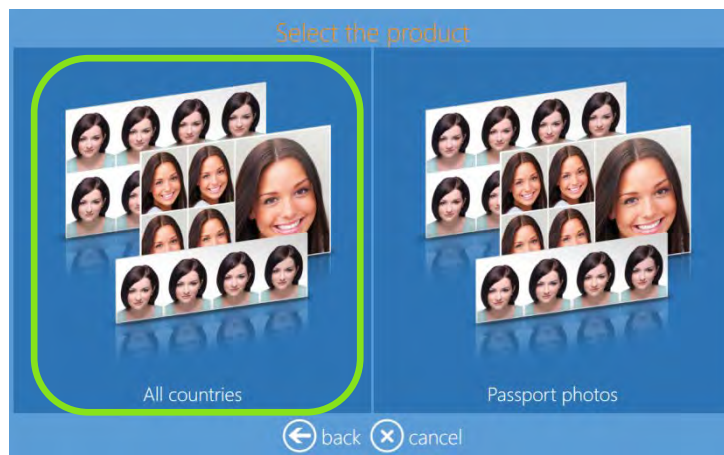 Select the product
All countries
Passport photos
back cancel